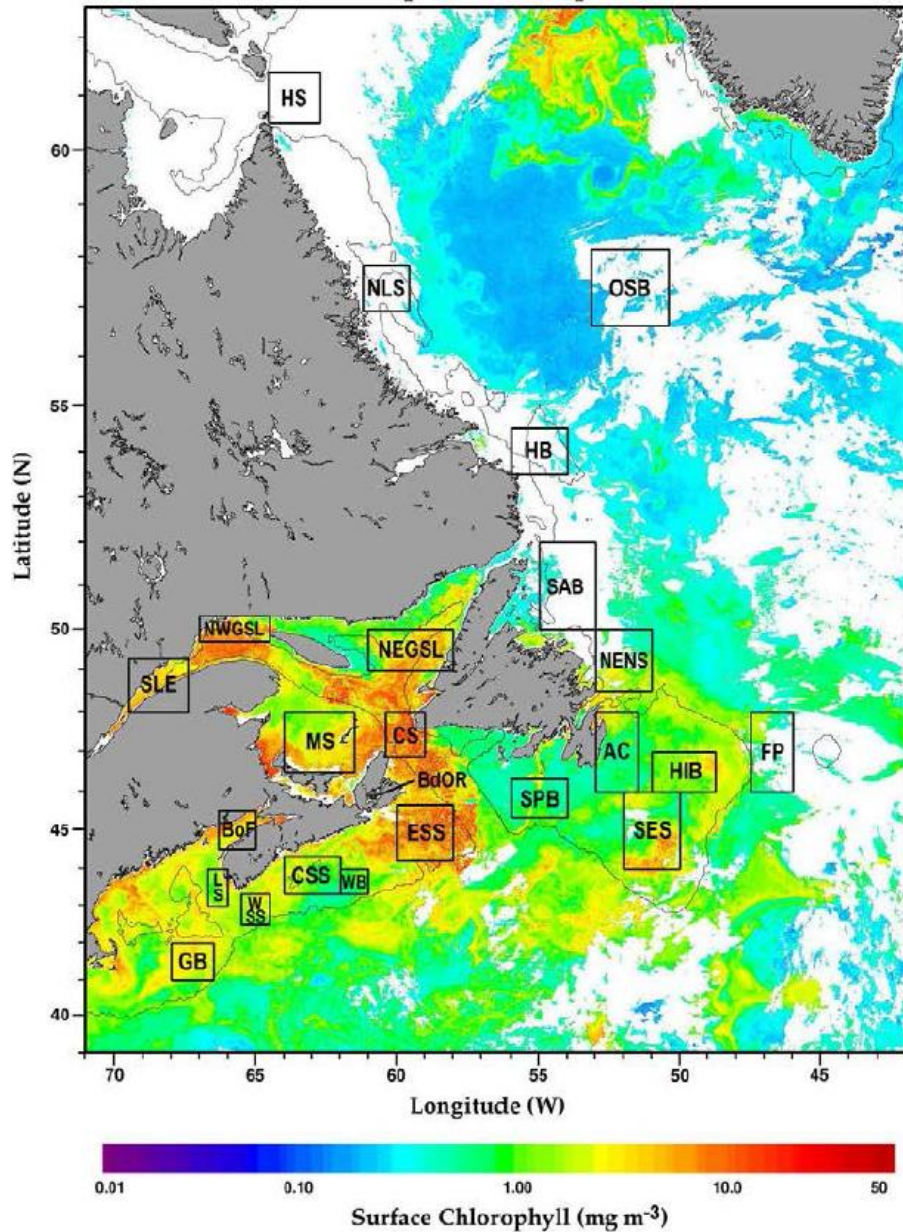 HS
60
NLS
OSB
55
HB
SAB
50
NWGSL
NEGSL
NENS
SLE
MS
CS
AC
FP
HIB
BdOR
SPB
45
BoF
ESS
SES
CSS
WB
L
S
W
SS
GB
40
70
65
60
55
50
45
Latitude (N)
Longitude (W)
0.01
0.10
1.00
10.0
50
Surface Chlorophyll (mg m⁻³)